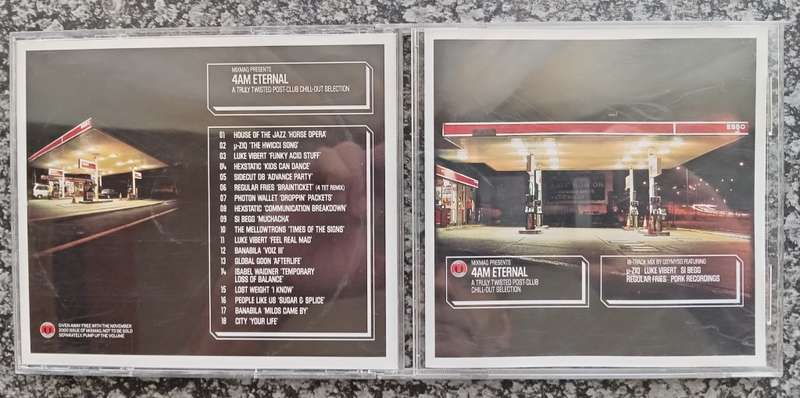 MIXMAG PRESENTS
4AM ETERNAL
A TRULY TWISTED POST-CLUB CHILL-OUT SELECTION
01 HOUSE OF THE JAZZ 'HORSE OPERA'
02 µ-ZIQ 'THE HWICCI SONG'
03 LUKE VIBERT 'FUNKY ACID STUFF'
04 HEXSTATIC 'KIDS CAN DANCE'
05 SIDECUT DB 'ADVANCE PARTY'
06 REGULAR FRIES 'BRAINTICKET' (4 TET REMIX)
07 PHOTON WALLET 'DROPPIN' PACKETS'
08 HEXSTATIC 'COMMUNICATION BREAKDOWN'
09 SI BEGG 'MUCHACHA'
10 THE MELLOWTRONS 'TIMES OF THE SIGNS'
11 LUKE VIBERT 'FEEL REAL MAD'
12 BANABILA 'VOIZ III'
13 GLOBAL GOON 'AFTERLIFE'
14 ISABEL WAIDNER 'TEMPORARY
LOSS OF BALANCE'
15 LOST WEIGHT 'I KNOW'
16 PEOPLE LIKE US 'SUGAR & SPLICE'
17 BANABILA 'MILOS CAME BY'
18 CITY 'YOUR LIFE'
GIVEN AWAY FREE WITH THE NOVEMBER
2000 ISSUE OF MIXMAG. NOT TO BE SOLD
SEPARATELY. PUMP UP THE VOLUME
ESSO
MIXMAG PRESENTS
4AM ETERNAL
A TRULY TWISTED POST-CLUB
CHILL-OUT SELECTION
18-TRACK MIX BY OSYMYSO FEATURING
µ-ZIQ LUKE VIBERT SI BEGG
REGULAR FRIES PORK RECORDINGS